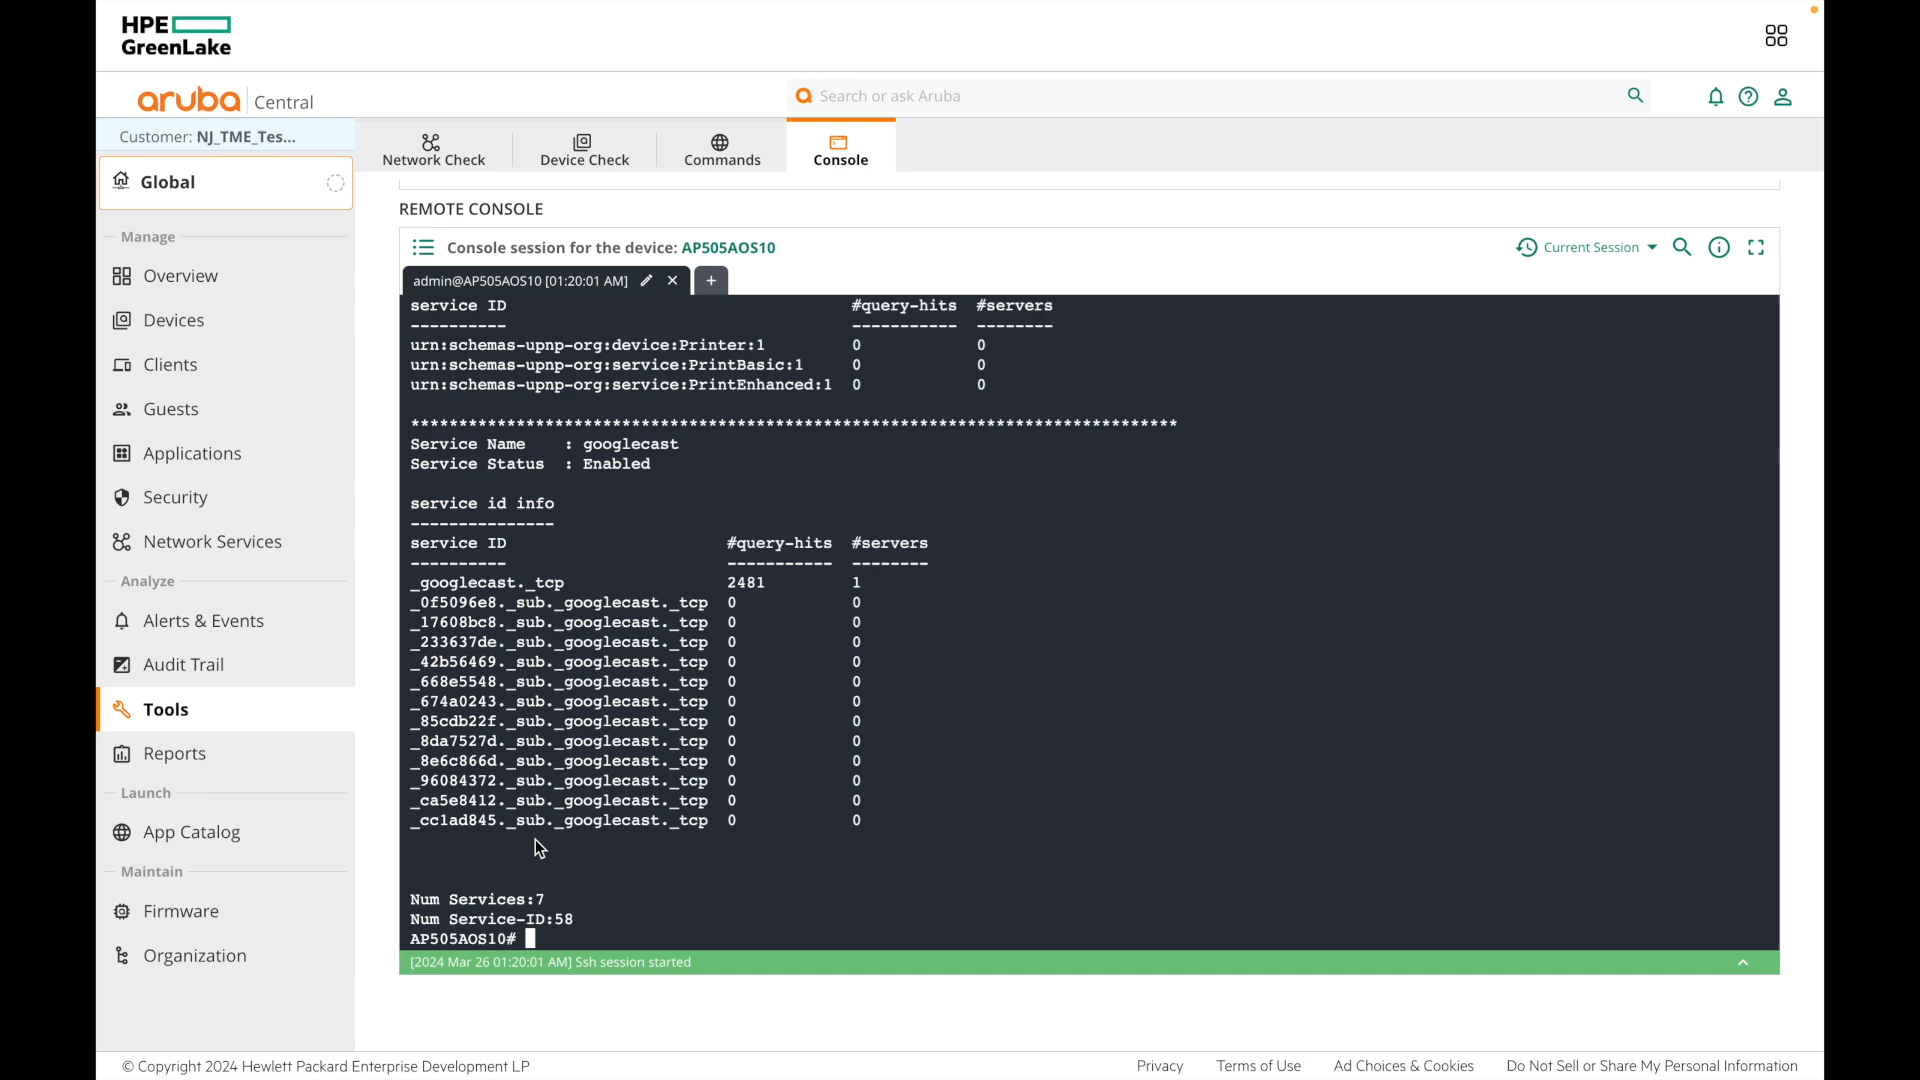 HPE
GreenLake
aruba Central
Search or ask Aruba
Customer: NJ_TME_Tes...
Network Check
Device Check
Commands
Console
Global
Manage
Overview
Devices
Clients
Guests
Applications
Security
Network Services
Analyze
Alerts & Events
Audit Trail
Tools
Reports
Launch
App Catalog
Maintain
Firmware
Organization
REMOTE CONSOLE
Console session for the device: AP505AOS10
Current Session
admin@AP505AOS10 [01:20:01 AM]
+
service ID #query-hits #servers
---------- ----------- --------
urn:schemas-upnp-org:device:Printer:1 0 0
urn:schemas-upnp-org:service:PrintBasic:1 0 0
urn:schemas-upnp-org:service:PrintEnhanced:1 0 0
********************************************************************************
Service Name : googlecast
Service Status : Enabled
service id info
---------------
service ID #query-hits #servers
---------- ----------- --------
_googlecast._tcp 2481 1
_0f5096e8._sub._googlecast._tcp 0 0
_17608bc8._sub._googlecast._tcp 0 0
_233637de._sub._googlecast._tcp 0 0
_42b56469._sub._googlecast._tcp 0 0
_668e5548._sub._googlecast._tcp 0 0
_674a0243._sub._googlecast._tcp 0 0
_85cdb22f._sub._googlecast._tcp 0 0
_8da7527d._sub._googlecast._tcp 0 0
_8e6c866d._sub._googlecast._tcp 0 0
_96084372._sub._googlecast._tcp 0 0
_ca5e8412._sub._googlecast._tcp 0 0
_cc1ad845._sub._googlecast._tcp 0 0
Num Services:7
Num Service-ID:58
AP505AOS10#
[2024 Mar 26 01:20:01 AM] Ssh session started
© Copyright 2024 Hewlett Packard Enterprise Development LP
Privacy
Terms of Use
Ad Choices & Cookies
Do Not Sell or Share My Personal Information